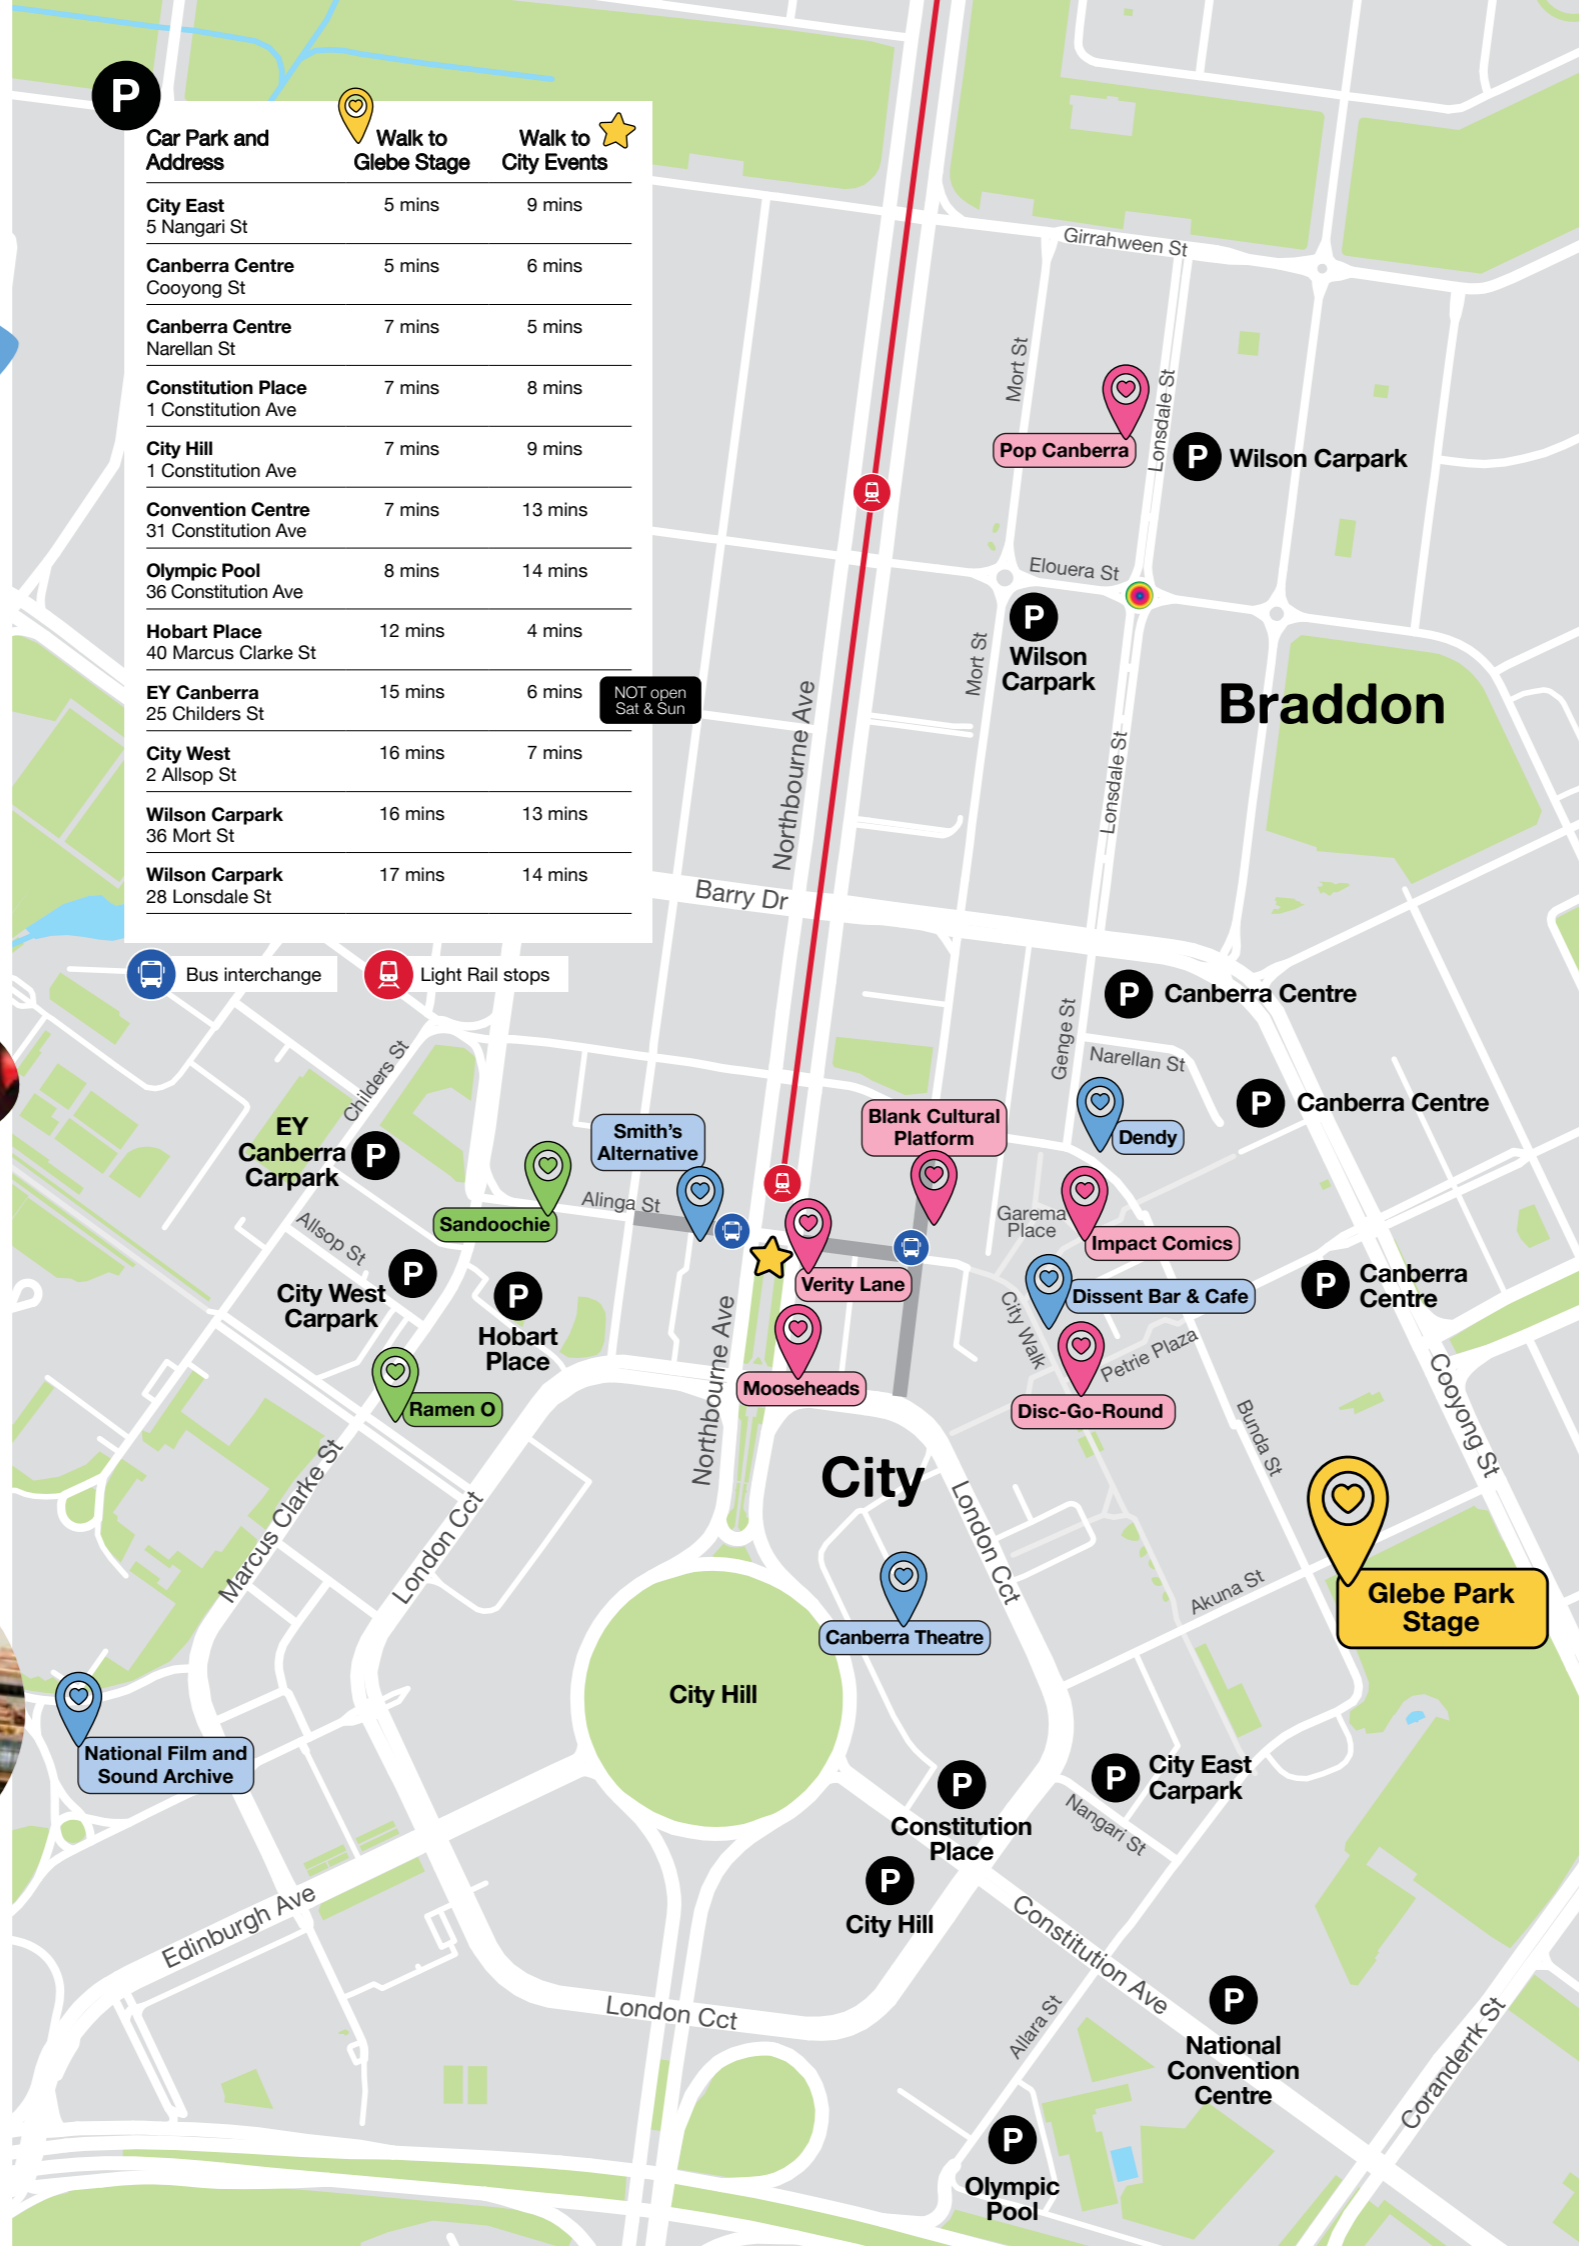 P
Car Park and
Address
Walk to
Glebe Stage
Walk to
City Events
City East
5 Nangari St
5 mins
9 mins
Canberra Centre
Cooyong St
5 mins
6 mins
Canberra Centre
Narellan St
7 mins
5 mins
Constitution Place
1 Constitution Ave
7 mins
8 mins
City Hill
1 Constitution Ave
7 mins
9 mins
Convention Centre
31 Constitution Ave
7 mins
13 mins
Olympic Pool
36 Constitution Ave
8 mins
14 mins
Hobart Place
40 Marcus Clarke St
12 mins
4 mins
EY Canberra
25 Childers St
15 mins
6 mins
NOT open
Sat & Sun
City West
2 Allsop St
16 mins
7 mins
Wilson Carpark
36 Mort St
16 mins
13 mins
Wilson Carpark
28 Lonsdale St
17 mins
14 mins
Bus interchange
Light Rail stops
Girrahween St
Mort St
Lonsdale St
Pop Canberra
P
Wilson Carpark
Elouera St
P
Wilson
Carpark
Mort St
Braddon
Northbourne Ave
Lonsdale St
Barry Dr
P
Canberra Centre
Genge St
Narellan St
P
Canberra Centre
Childers St
EY
Canberra
Carpark
P
Smith's
Alternative
Blank Cultural
Platform
Dendy
Alinga St
Sandoochie
Garema
Place
Impact Comics
Allsop St
P
City West
Carpark
P
Hobart
Place
Verity Lane
Dissent Bar & Cafe
P
Canberra
Centre
City Walk
Petrie Plaza
Northbourne Ave
Mooseheads
Ramen O
Disc-Go-Round
Cooyong St
Bunda St
Marcus Clarke St
London Cct
City
London Cct
Glebe Park
Stage
Akuna St
Canberra Theatre
City Hill
National Film and
Sound Archive
P
City East
Carpark
P
Constitution
Place
Nangari St
P
City Hill
Edinburgh Ave
Constitution Ave
London Cct
Allara St
P
National
Convention
Centre
Coranderrk St
P
Olympic
Pool